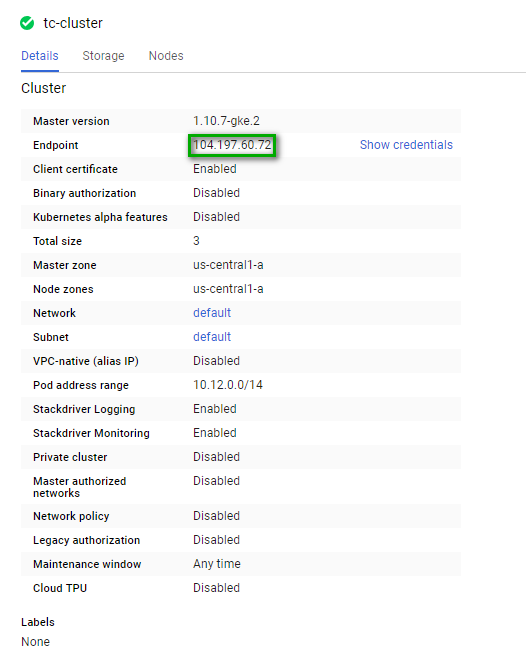 tc-cluster
Details Storage Nodes
Cluster
Master version 1.10.7-gke.2
Endpoint 104.197.60.72 Show credentials
Client certificate Enabled
Binary authorization Disabled
Kubernetes alpha features Disabled
Total size 3
Master zone us-central1-a
Node zones us-central1-a
Network default
Subnet default
VPC-native (alias IP) Disabled
Pod address range 10.12.0.0/14
Stackdriver Logging Enabled
Stackdriver Monitoring Enabled
Private cluster Disabled
Master authorized Disabled
networks
Network policy Disabled
Legacy authorization Disabled
Maintenance window Any time
Cloud TPU Disabled
Labels
None